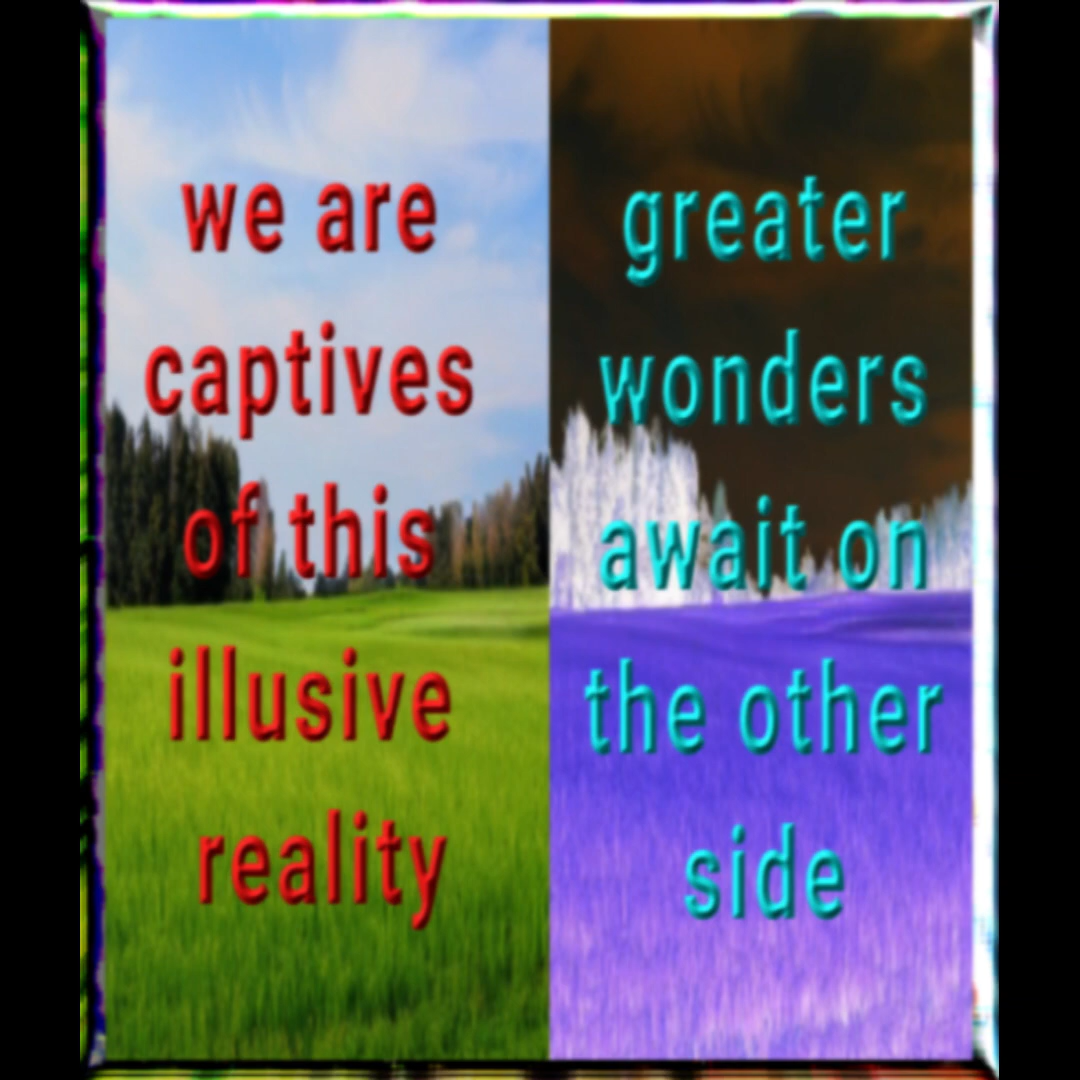 we are
captives
of this
illusive
reality
greater
wonders
await on
the other
side